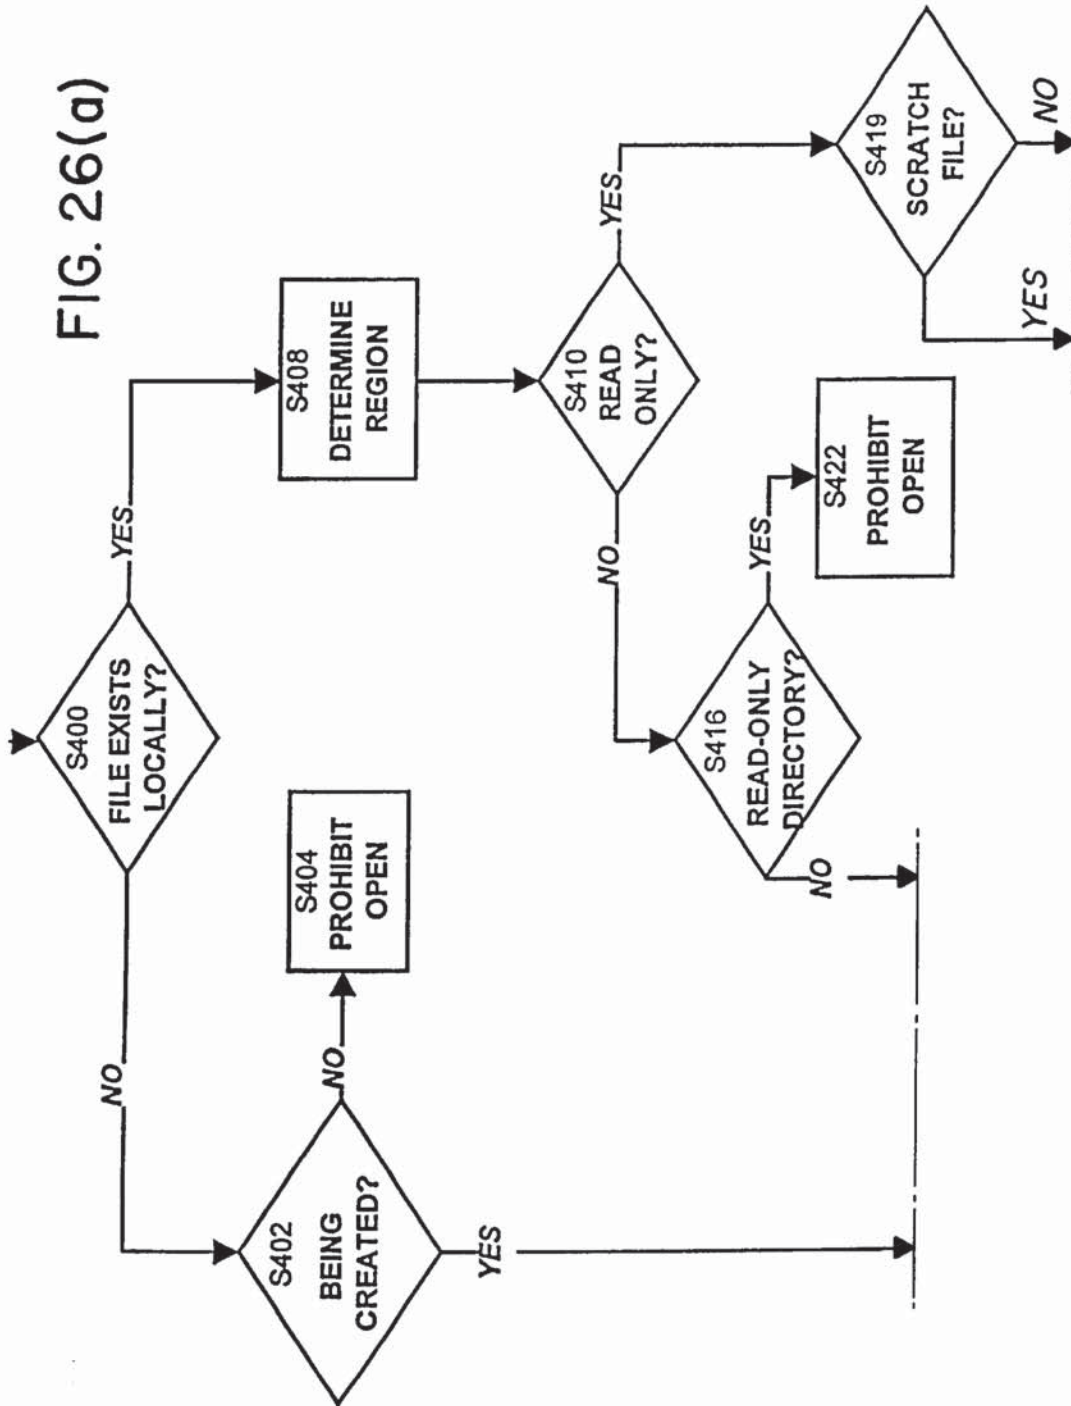 FIG. 26(a)
S400
FILE EXISTS
LOCALLY?
NO
YES
S402
BEING
CREATED?
NO
YES
S404
PROHIBIT
OPEN
S408
DETERMINE
REGION
S410
READ
ONLY?
NO
YES
S416
READ-ONLY
DIRECTORY?
NO
YES
S422
PROHIBIT
OPEN
S419
SCRATCH
FILE?
YES
NO